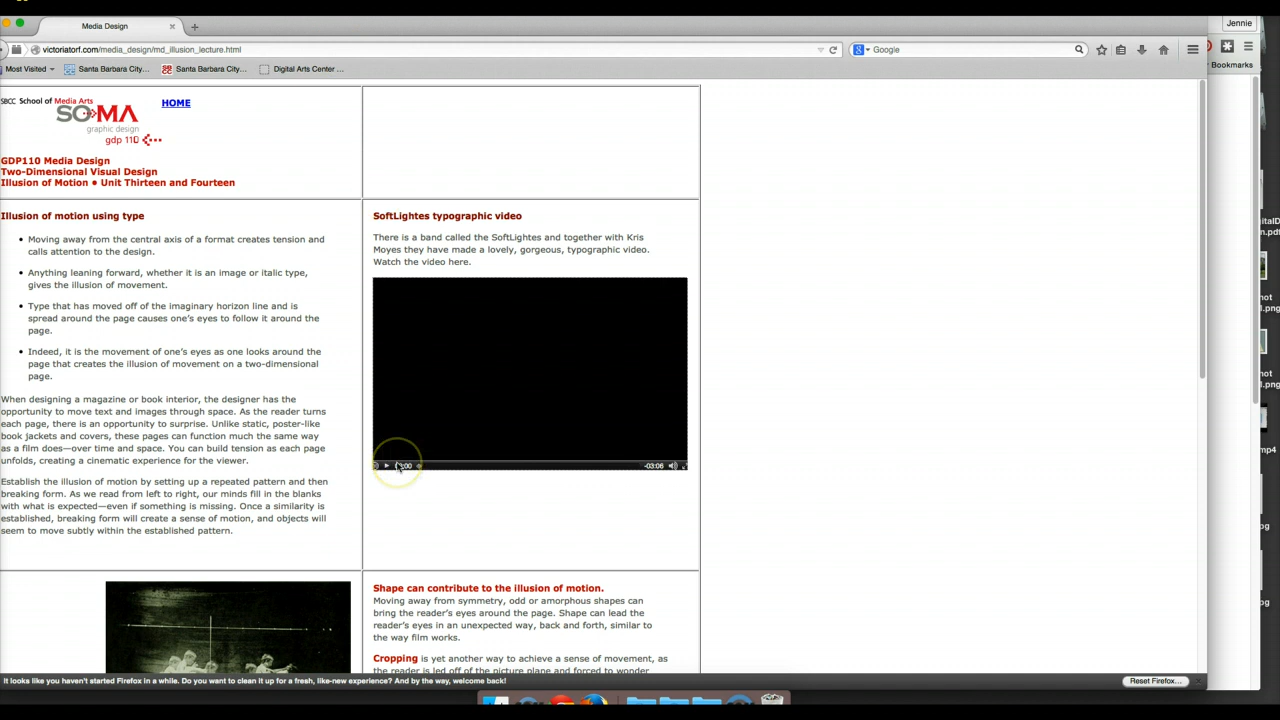 Media Design
Jennie
victoriatorf.com/media_design/md_illusion_lecture.html
Google
Most Visited
Santa Barbara City...
Santa Barbara City...
Digital Arts Center ...
Bookmarks
SBCC School of Media Arts
HOME
SOMA
graphic design
gdp 110
GDP110 Media Design
Two-Dimensional Visual Design
Illusion of Motion • Unit Thirteen and Fourteen
Illusion of motion using type
• Moving away from the central axis of a format creates tension and
calls attention to the design.
• Anything leaning forward, whether it is an image or italic type,
gives the illusion of movement.
• Type that has moved off of the imaginary horizon line and is
spread around the page causes one's eyes to follow it around the
page.
• Indeed, it is the movement of one's eyes as one looks around the
page that creates the illusion of movement on a two-dimensional
page.
When designing a magazine or book interior, the designer has the
opportunity to move text and images through space. As the reader turns
each page, there is an opportunity to surprise. Unlike static, poster-like
book jackets and covers, these pages can function much the same way
as a film does—over time and space. You can build tension as each page
unfolds, creating a cinematic experience for the viewer.
Establish the illusion of motion by setting up a repeated pattern and then
breaking form. As we read from left to right, our minds fill in the blanks
with what is expected—even if something is missing. Once a similarity is
established, breaking form will create a sense of motion, and objects will
seem to move subtly within the established pattern.
SoftLightes typographic video
There is a band called the SoftLightes and together with Kris
Moyes they have made a lovely, gorgeous, typographic video.
Watch the video here.
-03:06
Shape can contribute to the illusion of motion.
Moving away from symmetry, odd or amorphous shapes can
bring the reader's eyes around the page. Shape can lead the
reader's eyes in an unexpected way, back and forth, similar to
the way film works.
Cropping is yet another way to achieve a sense of movement, as
the reader is led off of the picture plane and forced to wonder
It looks like you haven't started Firefox in a while. Do you want to clean it up for a fresh, like-new experience? And by the way, welcome back!
Reset Firefox...